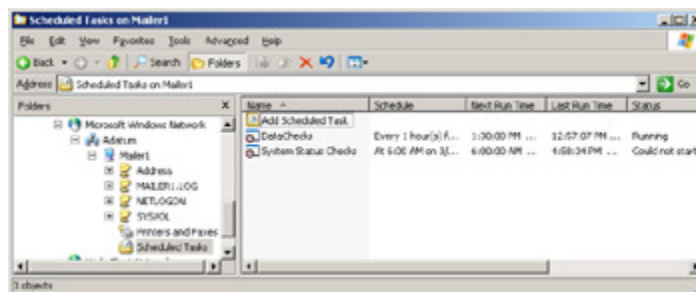 Scheduled Tasks on Mailer1
File Edit View Favorites Tools Advanced Help
Back Search Folders
Address Scheduled Tasks on Mailer1 Go
Folders X
Name Schedule Next Run Time Last Run Time Status
Microsoft Windows Network
Adatum
Mailer1
Address
MAILER1.LOG
NETLOGON
SYSVOL
Printers and Faxes
Scheduled Tasks
Add Scheduled Task
DataChecks Every 1 hour(s) f... 1:00:00 PM ... 12:57:07 PM ... Running
System Status Checks At 6:00 AM on 3/... 6:00:00 AM ... 4:58:34 PM ... Could not start
3 objects